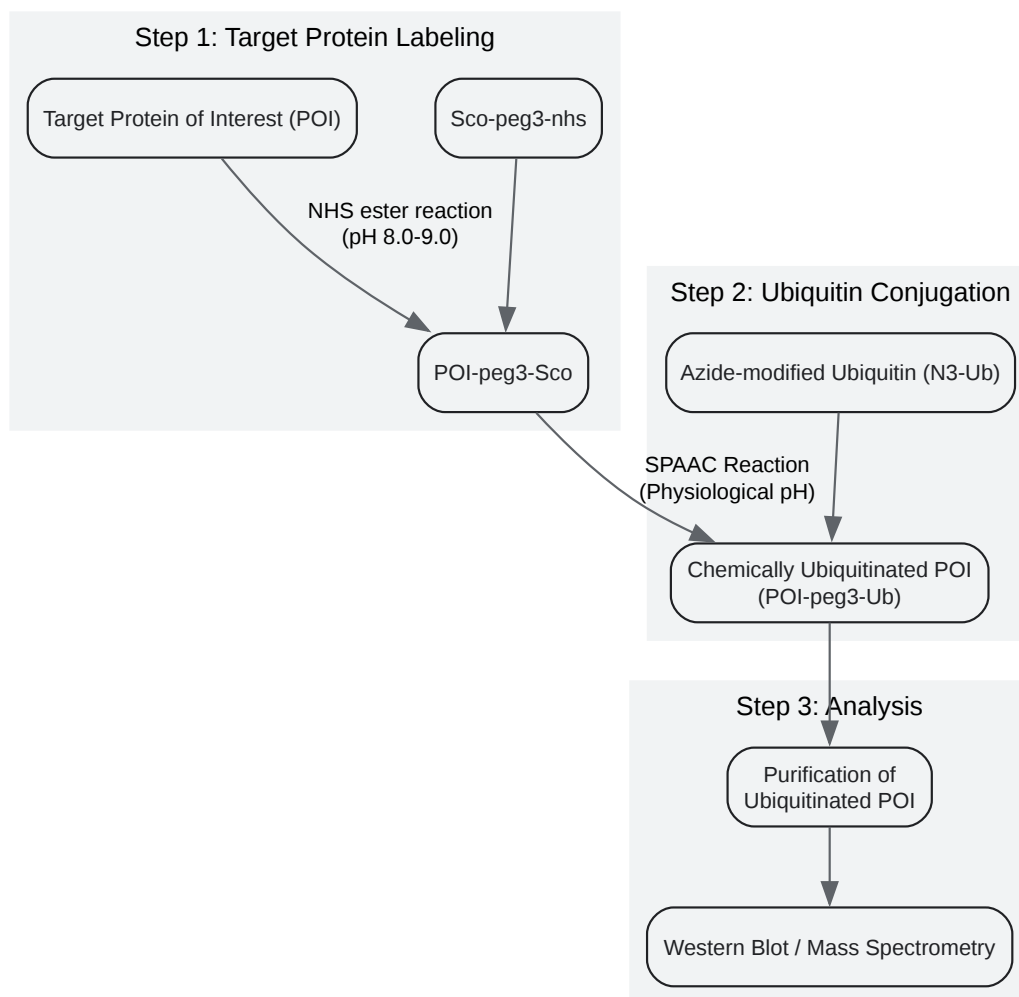 Step 1: Target Protein Labeling
Target Protein of Interest (POI)
Sco-peg3-nhs
NHS ester reaction
(pH 8.0-9.0)
POI-peg3-Sco
Step 2: Ubiquitin Conjugation
Azide-modified Ubiquitin (N3-Ub)
SPAAC Reaction
(Physiological pH)
Chemically Ubiquitinated POI
(POI-peg3-Ub)
Step 3: Analysis
Purification of
Ubiquitinated POI
Western Blot / Mass Spectrometry